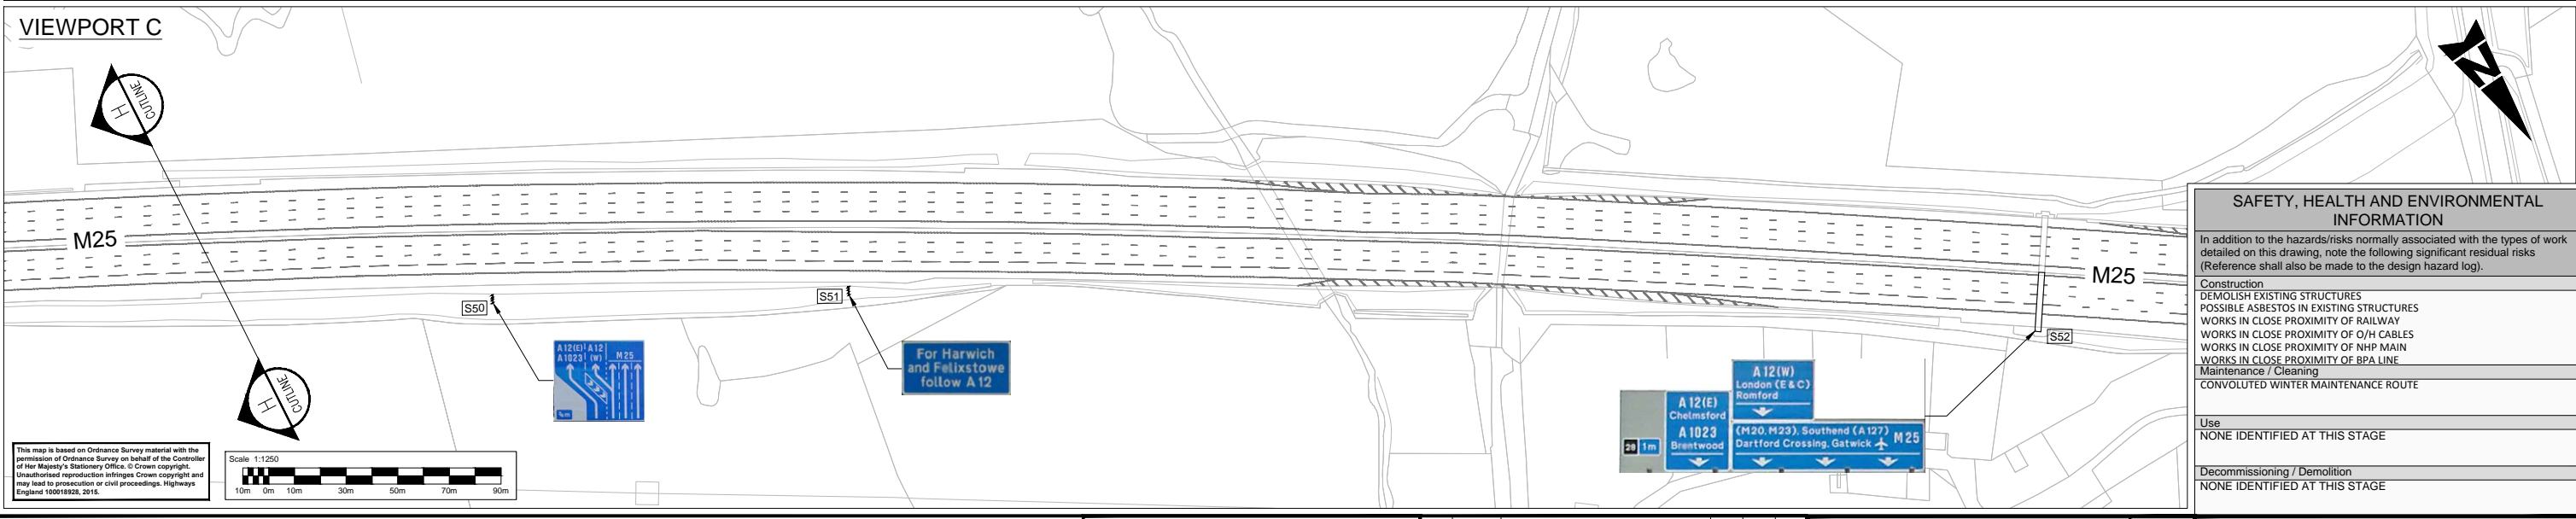 VIEWPORT C
CUTLINE
H
M25
S50
S51
A12(E) A12 M25
A1023 (W)
For Harwich
and Felixstowe
follow A12
CUTLINE
H
This map is based on Ordnance Survey material with the
permission of Ordnance Survey on behalf of the Controller
of Her Majesty's Stationery Office. © Crown copyright.
Unauthorised reproduction infringes Crown copyright and
may lead to prosecution or civil proceedings. Highways
England 100018928, 2015.
Scale 1:1250
10m 0m 10m 30m 50m 70m 90m
28 1m
A12(E)
Chelmsford
A1023
Brentwood
A12(W)
London (E&C)
Romford
(M20, M23), Southend (A127)
Dartford Crossing, Gatwick M25
S52
M25
N
SAFETY, HEALTH AND ENVIRONMENTAL
INFORMATION
In addition to the hazards/risks normally associated with the types of work
detailed on this drawing, note the following significant residual risks
(Reference shall also be made to the design hazard log).
Construction
DEMOLISH EXISTING STRUCTURES
POSSIBLE ASBESTOS IN EXISTING STRUCTURES
WORKS IN CLOSE PROXIMITY OF RAILWAY
WORKS IN CLOSE PROXIMITY OF O/H CABLES
WORKS IN CLOSE PROXIMITY OF NHP MAIN
WORKS IN CLOSE PROXIMITY OF BPA LINE
Maintenance / Cleaning
CONVOLUTED WINTER MAINTENANCE ROUTE
Use
NONE IDENTIFIED AT THIS STAGE
Decommissioning / Demolition
NONE IDENTIFIED AT THIS STAGE